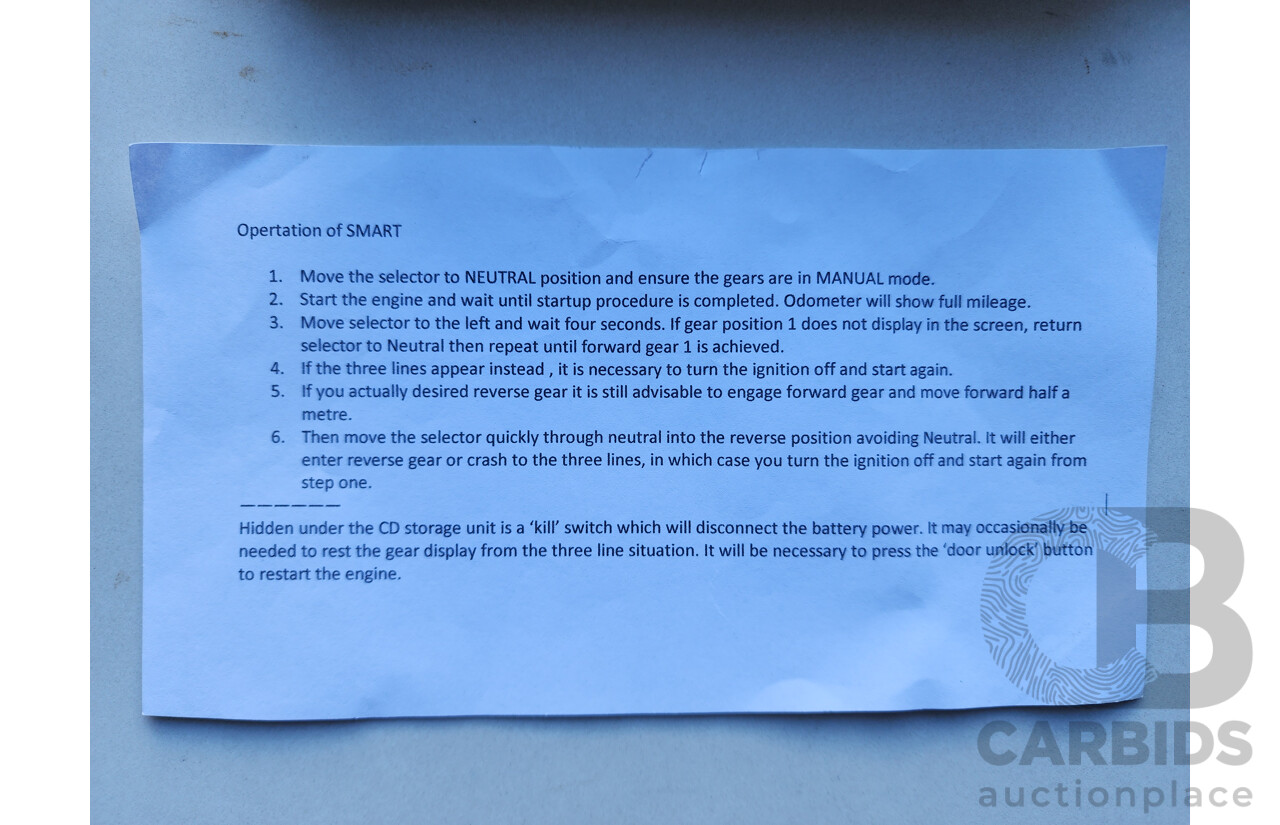 Opertation of SMART
1. Move the selector to NEUTRAL position and ensure the gears are in MANUAL mode.
2. Start the engine and wait until startup procedure is completed. Odometer will show full mileage.
3. Move selector to the left and wait four seconds. If gear position 1 does not display in the screen, return
selector to Neutral then repeat until forward gear 1 is achieved.
4. If the three lines appear instead , it is necessary to turn the ignition off and start again.
5. If you actually desired reverse gear it is still advisable to engage forward gear and move forward half a
metre.
6. Then move the selector quickly through neutral into the reverse position avoiding Neutral. It will either
enter reverse gear or crash to the three lines, in which case you turn the ignition off and start again from
step one.
——————
Hidden under the CD storage unit is a ‘kill’ switch which will disconnect the battery power. It may occasionally be
needed to rest the gear display from the three line situation. It will be necessary to press the ‘door unlock’ button
to restart the engine.
CB
CARBIDS
auctionplace